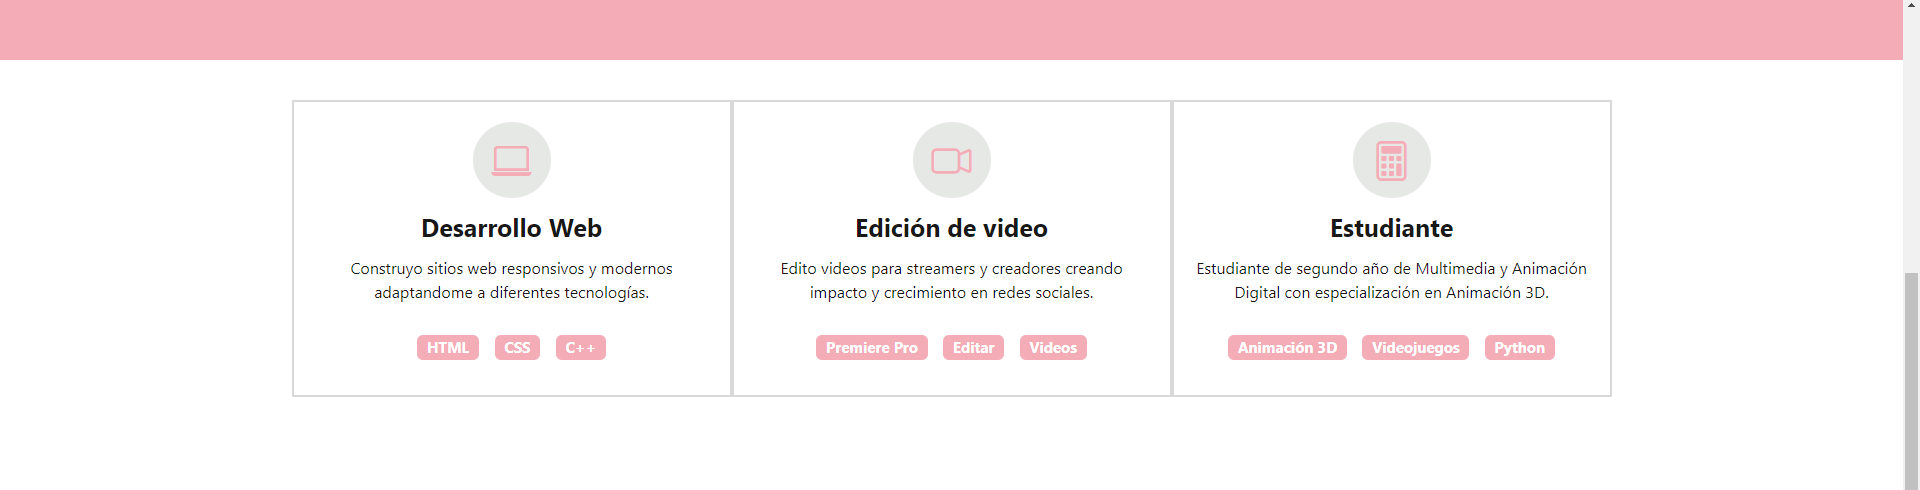 Desarrollo Web
Construyo sitios web responsivos y modernos
adaptandome a diferentes tecnologías.
HTML CSS C++
Edición de video
Edito videos para streamers y creadores creando
impacto y crecimiento en redes sociales.
Premiere Pro Editar Videos
Estudiante
Estudiante de segundo año de Multimedia y Animación
Digital con especialización en Animación 3D.
Animación 3D Videojuegos Python